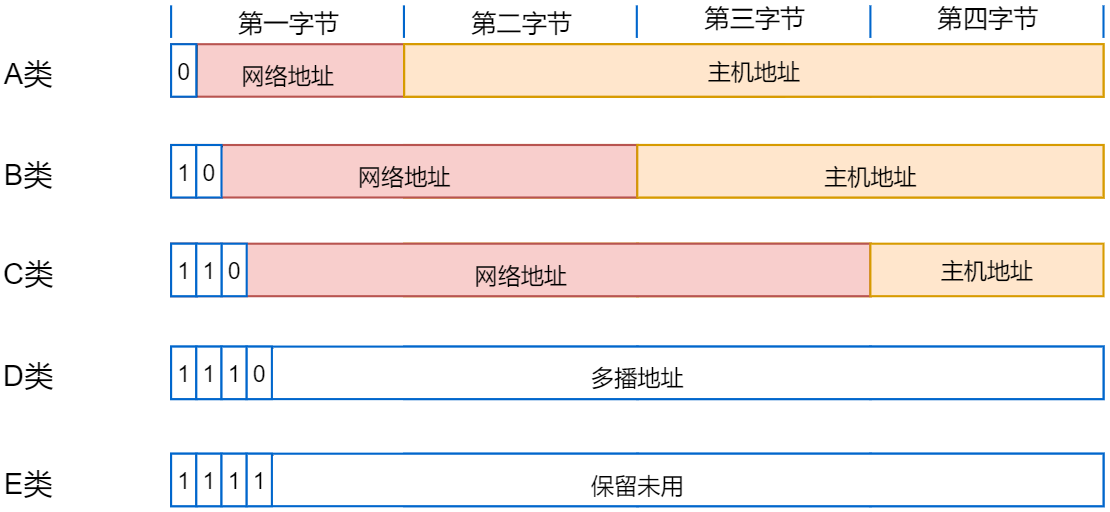 第一字节 第二字节 第三字节 第四字节
A类 0 网络地址 主机地址
B类 1 0 网络地址 主机地址
C类 1 1 0 网络地址 主机地址
D类 1 1 1 0 多播地址
E类 1 1 1 1 保留未用